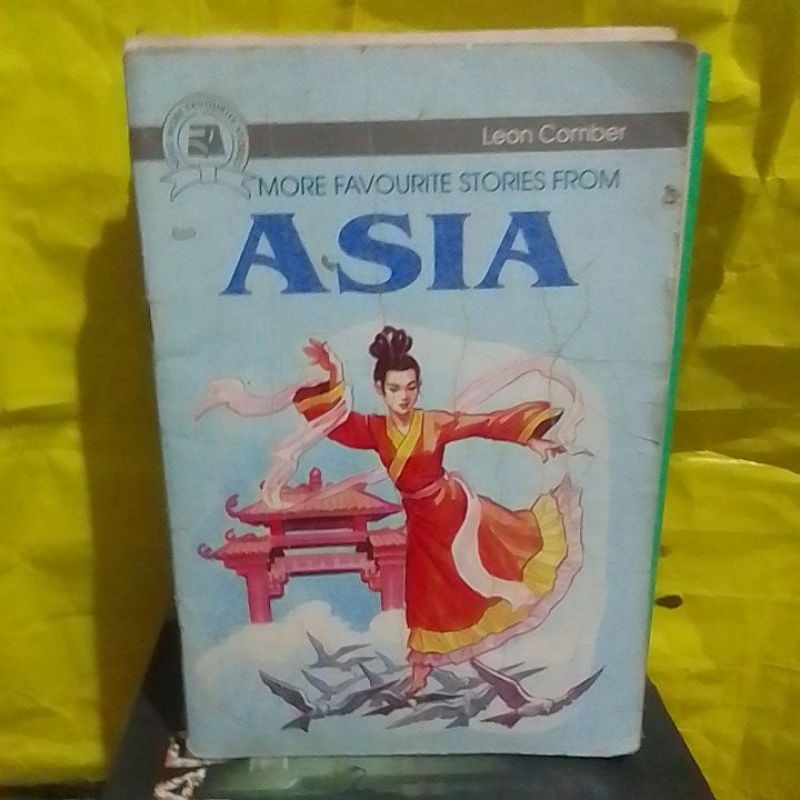 Leon Comber
MORE FAVOURITE STORIES FROM
ASIA